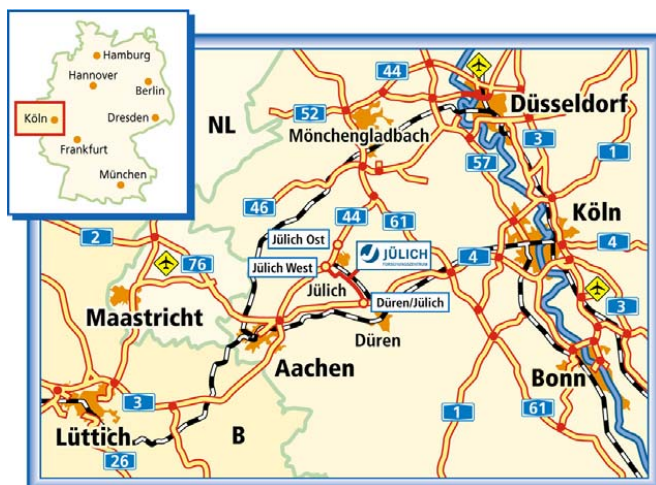 Hamburg
Hannover
Berlin
Köln
Dresden
Frankfurt
München
44
Düsseldorf
52
NL
Mönchengladbach
3
57
1
46
44
61
Köln
2
Jülich Ost
76
Jülich West
JÜLICH
FORSCHUNGSZENTRUM
4
4
Jülich
Maastricht
Düren/Jülich
3
Düren
Aachen
Bonn
3
1
61
Lüttich
B
26